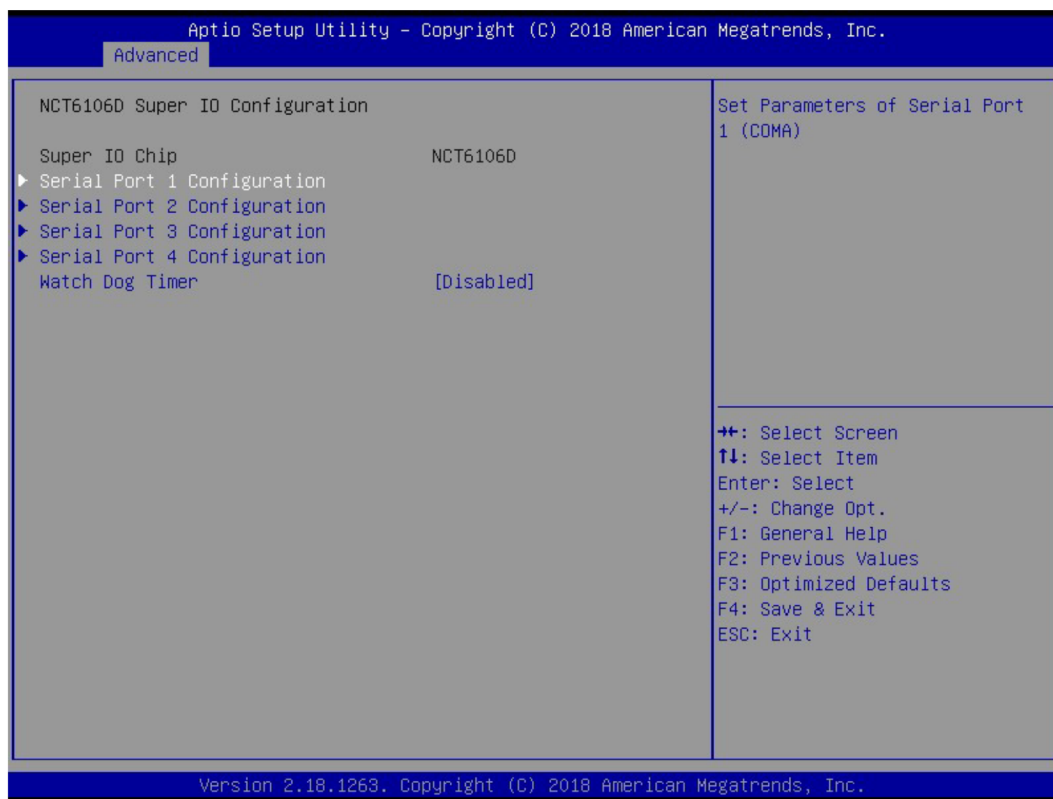 Aptio Setup Utility – Copyright (C) 2018 American Megatrends, Inc.
Advanced
NCT6106D Super IO Configuration
Super IO Chip NCT6106D
Serial Port 1 Configuration
Serial Port 2 Configuration
Serial Port 3 Configuration
Serial Port 4 Configuration
Watch Dog Timer [Disabled]
Set Parameters of Serial Port
1 (COMA)
→←: Select Screen
↑↓: Select Item
Enter: Select
+/-: Change Opt.
F1: General Help
F2: Previous Values
F3: Optimized Defaults
F4: Save & Exit
ESC: Exit
Version 2.18.1263. Copyright (C) 2018 American Megatrends, Inc.